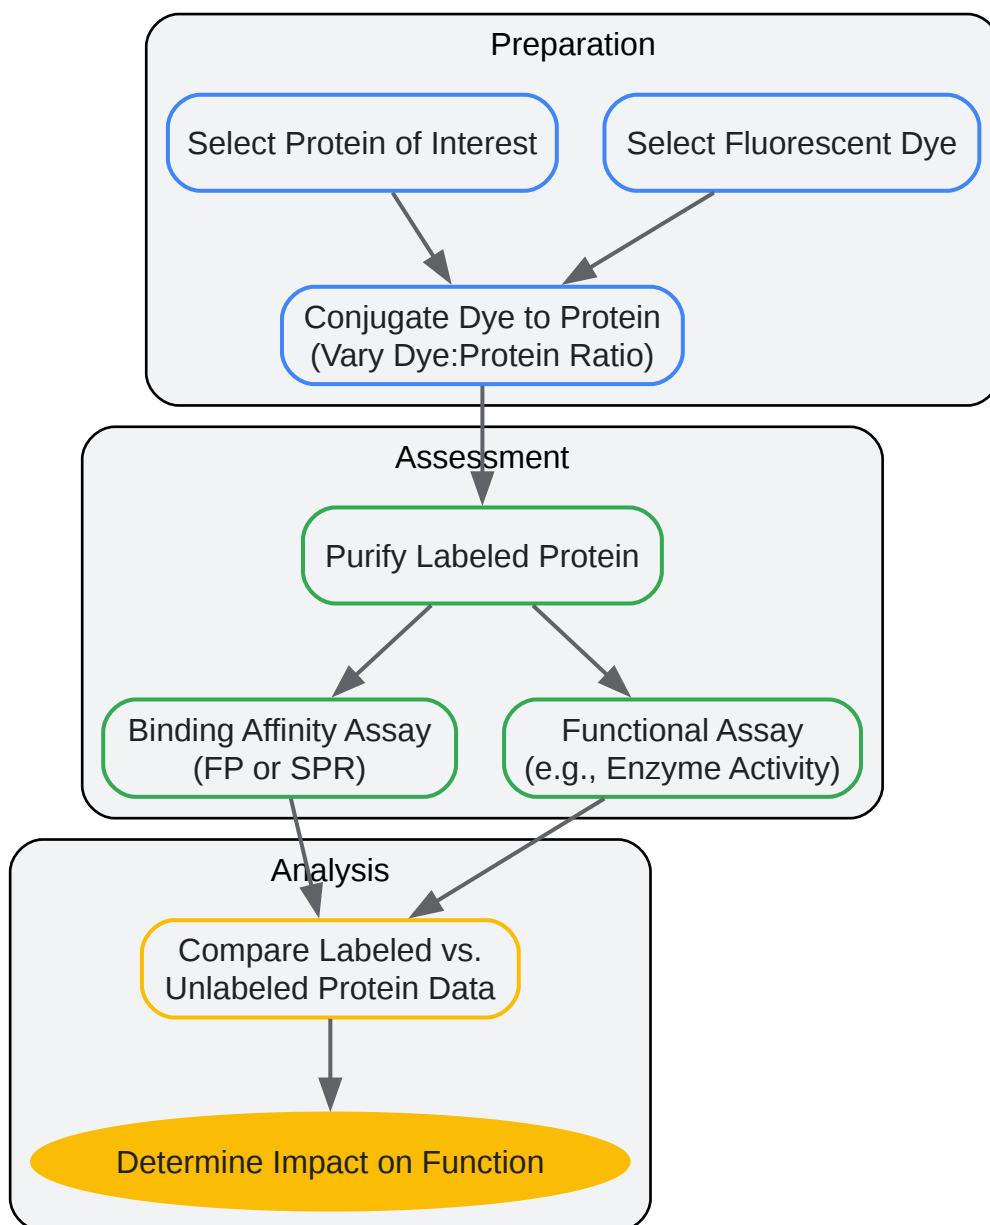 Preparation
Select Protein of Interest
Select Fluorescent Dye
Conjugate Dye to Protein
(Vary Dye:Protein Ratio)
Assessment
Purify Labeled Protein
Binding Affinity Assay
(FP or SPR)
Functional Assay
(e.g., Enzyme Activity)
Analysis
Compare Labeled vs.
Unlabeled Protein Data
Determine Impact on Function